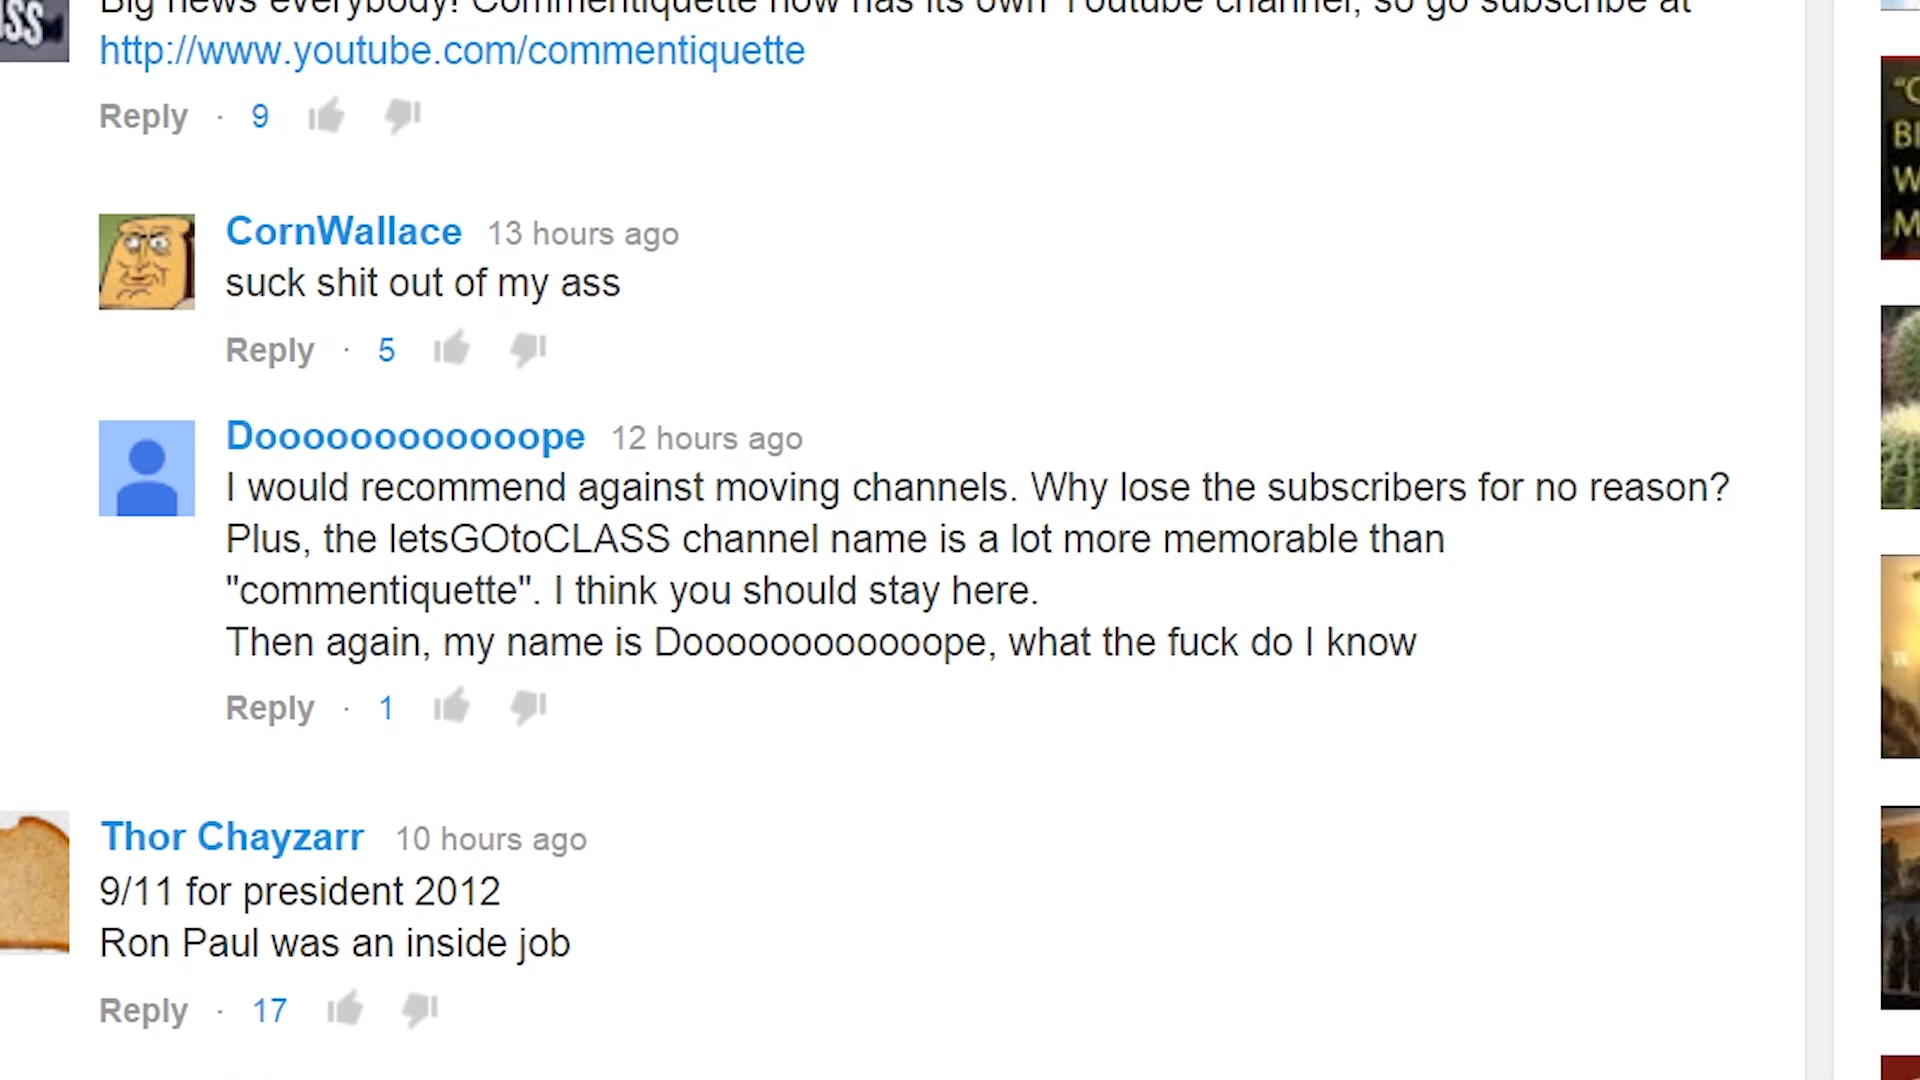 SS
Big news everybody! Commentiquette now has its own Youtube channel, so go subscribe at
http://www.youtube.com/commentiquette
Reply · 9
CornWallace 13 hours ago
suck shit out of my ass
Reply · 5
Doooooooooooope 12 hours ago
I would recommend against moving channels. Why lose the subscribers for no reason?
Plus, the letsGOtoCLASS channel name is a lot more memorable than
"commentiquette". I think you should stay here.
Then again, my name is Doooooooooooope, what the fuck do I know
Reply · 1
Thor Chayzarr 10 hours ago
9/11 for president 2012
Ron Paul was an inside job
Reply · 17